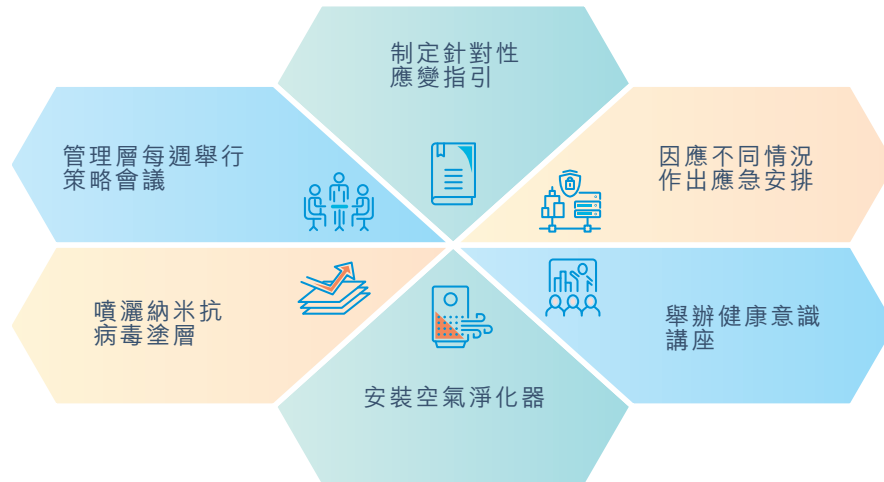 制定針對性
應變指引
管理層每週舉行
策略會議
因應不同情況
作出應急安排
噴灑納米抗
病毒塗層
舉辦健康意識
講座
安裝空氣淨化器